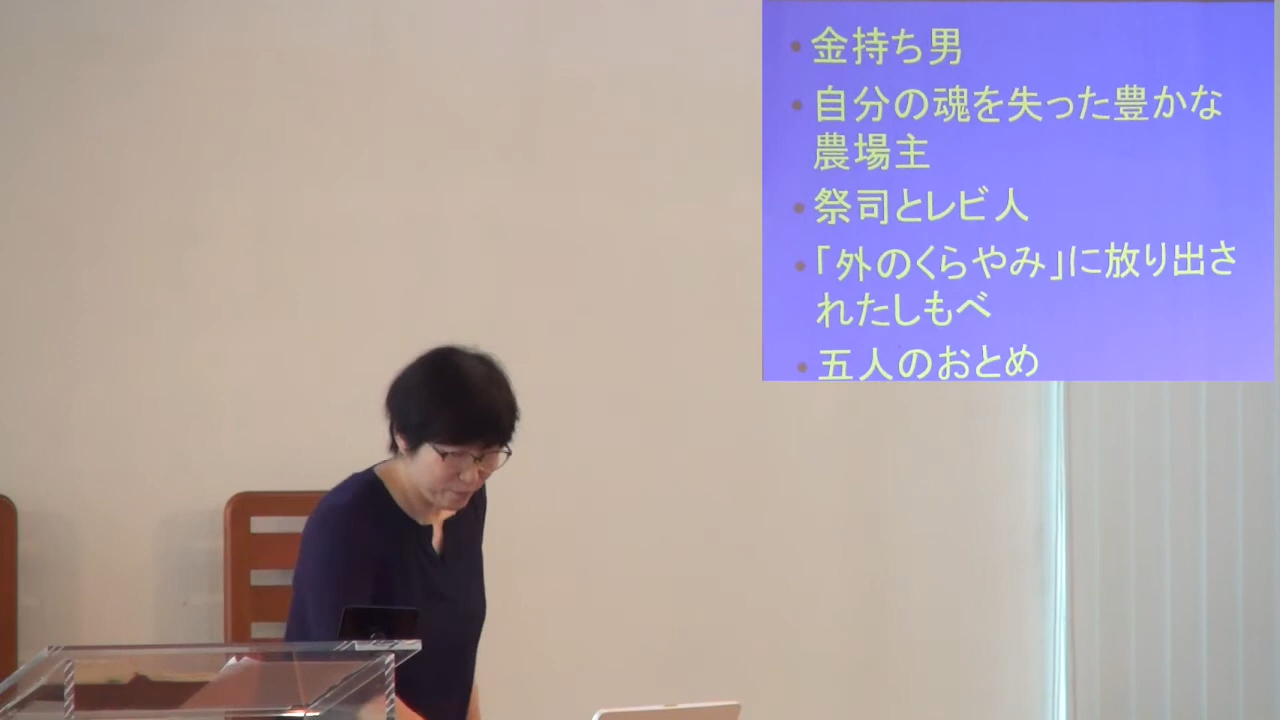 ・金持ち男
・自分の魂を失った豊かな
農場主
・祭司とレビ人
・「外のくらやみ」に放り出さ
れたしもべ
・五人のおとめ